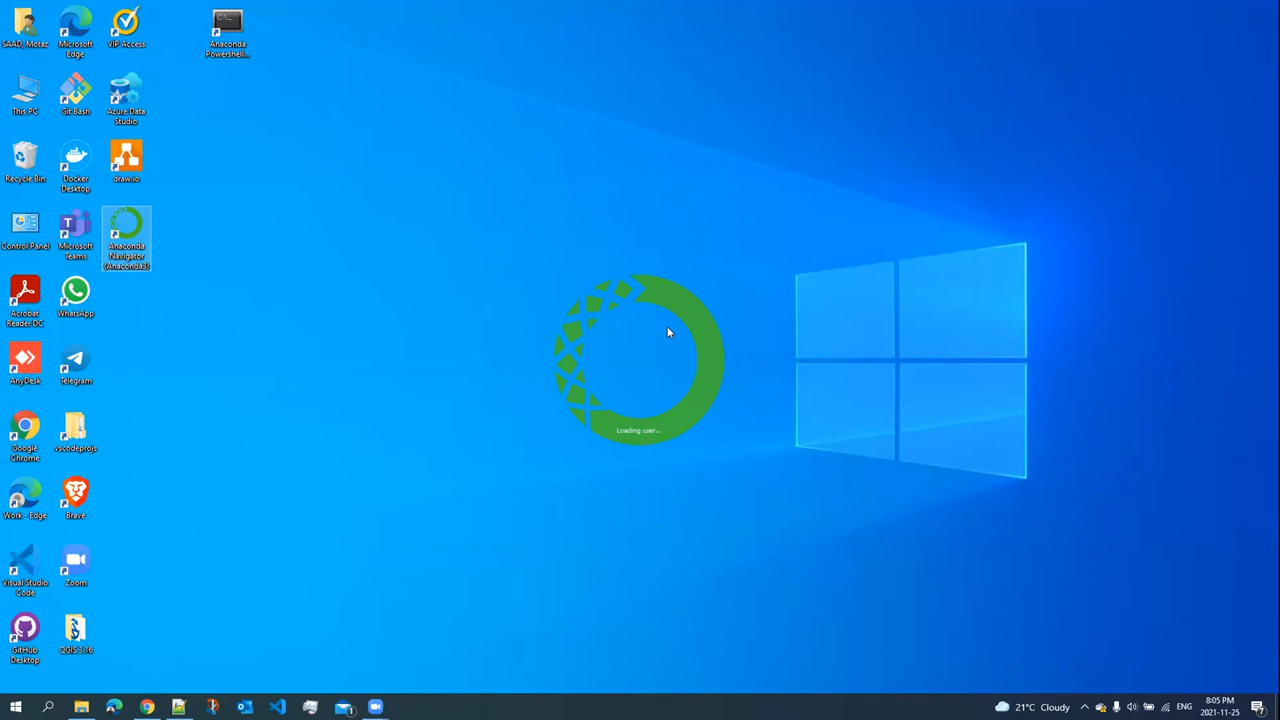 SAAD, Motaz
Microsoft
Edge
VIP Access
C:\_
Anaconda
Powershell...
This PC
Git Bash
Azure Data
Studio
Recycle Bin
Docker
Desktop
draw.io
Control Panel
Microsoft
Teams
Anaconda
Navigator
(Anaconda3)
Acrobat
Reader DC
WhatsApp
AnyDesk
Telegram
Loading user...
Google
Chrome
vscodeprojs
Work - Edge
Brave
Visual Studio
Code
Zoom
GitHub
Desktop
QGIS 3.16
21°C Cloudy
ENG
8:05 PM
2021-11-25